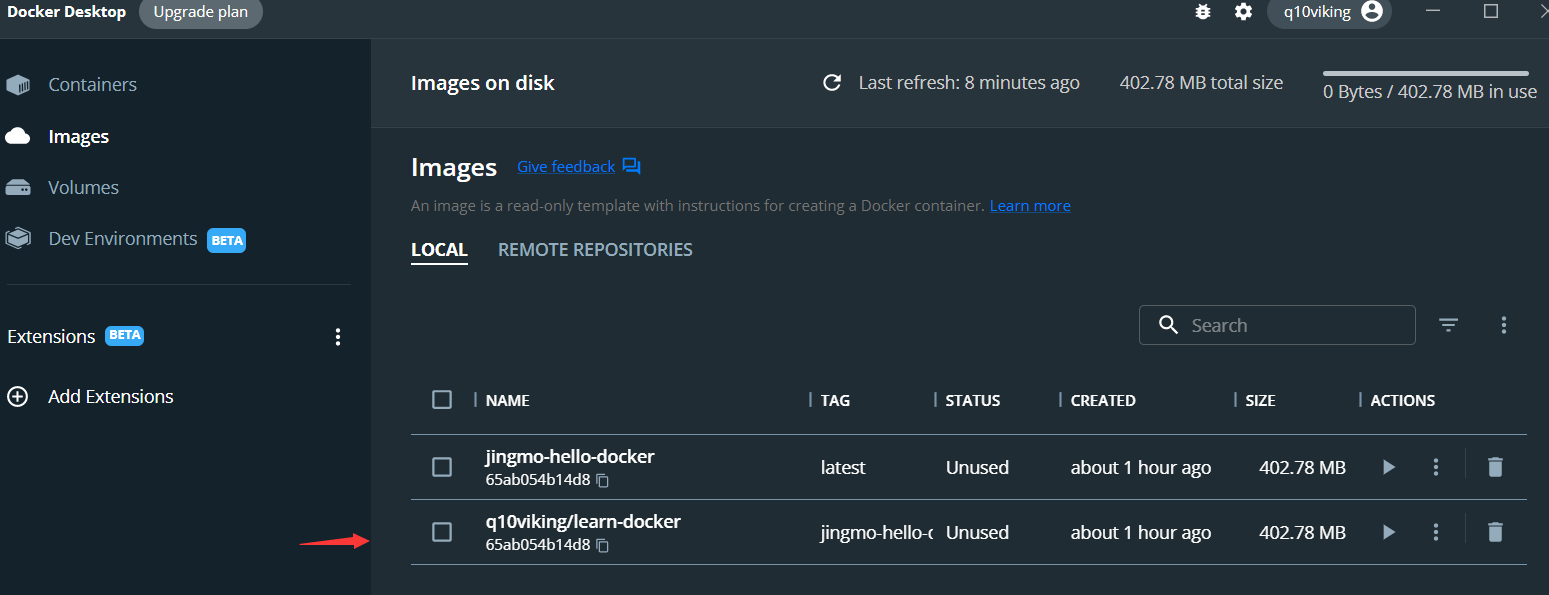 Docker Desktop Upgrade plan q10viking
Containers
Images
Volumes
Dev Environments BETA
Extensions BETA
Add Extensions
Images on disk Last refresh: 8 minutes ago 402.78 MB total size 0 Bytes / 402.78 MB in use
Images Give feedback
An image is a read-only template with instructions for creating a Docker container. Learn more
LOCAL REMOTE REPOSITORIES
Search
NAME TAG STATUS CREATED SIZE ACTIONS
jingmo-hello-docker latest Unused about 1 hour ago 402.78 MB
65ab054b14d8
q10viking/learn-docker jingmo-hello- Unused about 1 hour ago 402.78 MB
65ab054b14d8